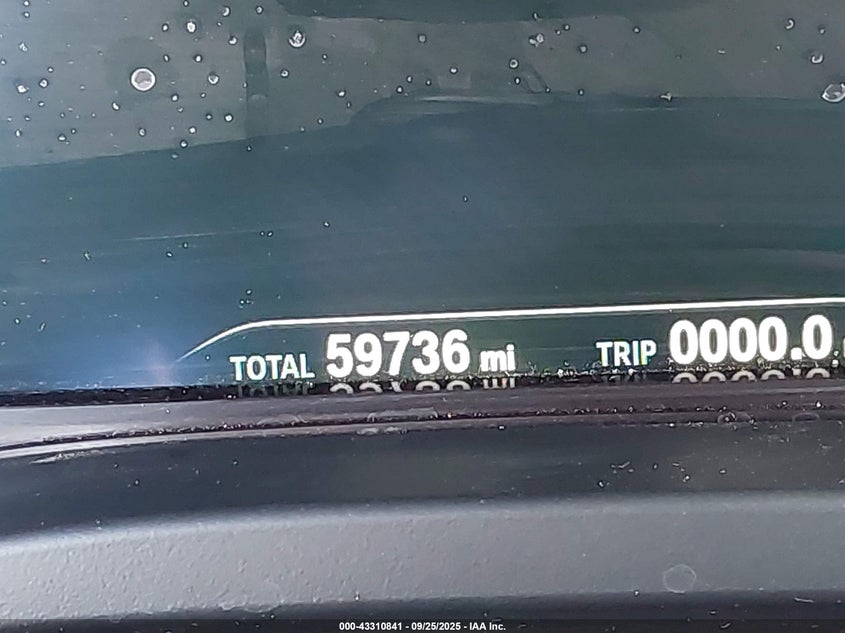 TOTAL 59736 mi TRIP 0000.0
000-43310841 - 09/25/2025 - IAA Inc.